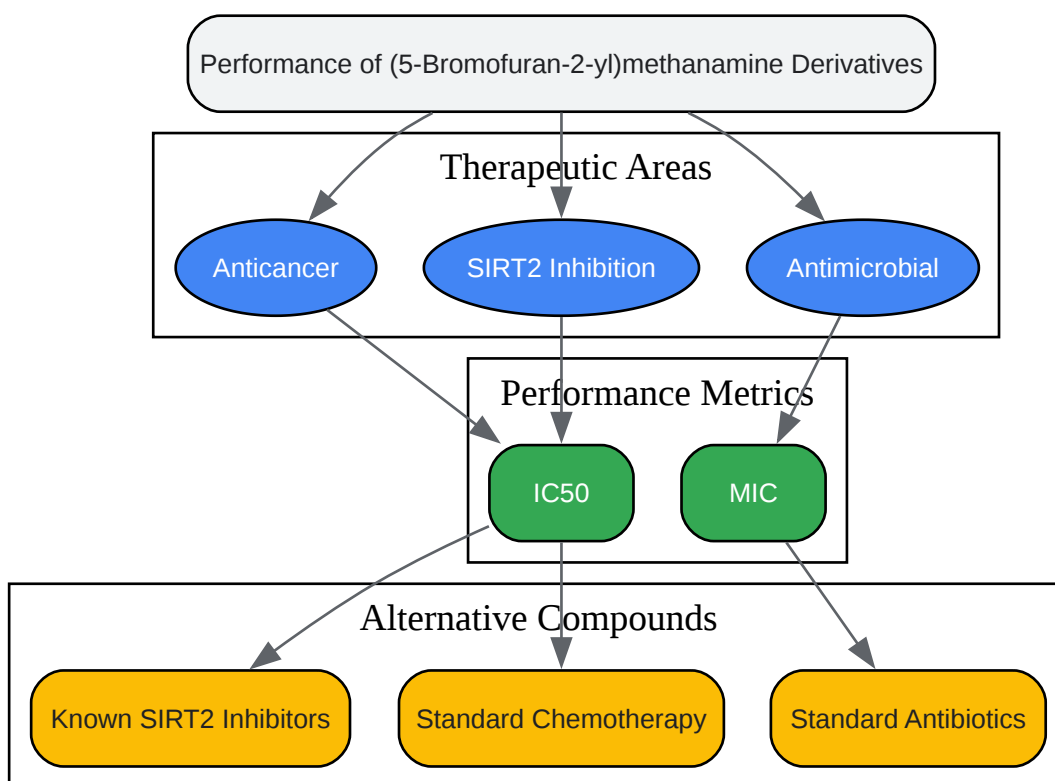 Performance of (5-Bromofuran-2-yl)methanamine Derivatives
Therapeutic Areas
Anticancer
SIRT2 Inhibition
Antimicrobial
Performance Metrics
IC50
MIC
Alternative Compounds
Known SIRT2 Inhibitors
Standard Chemotherapy
Standard Antibiotics